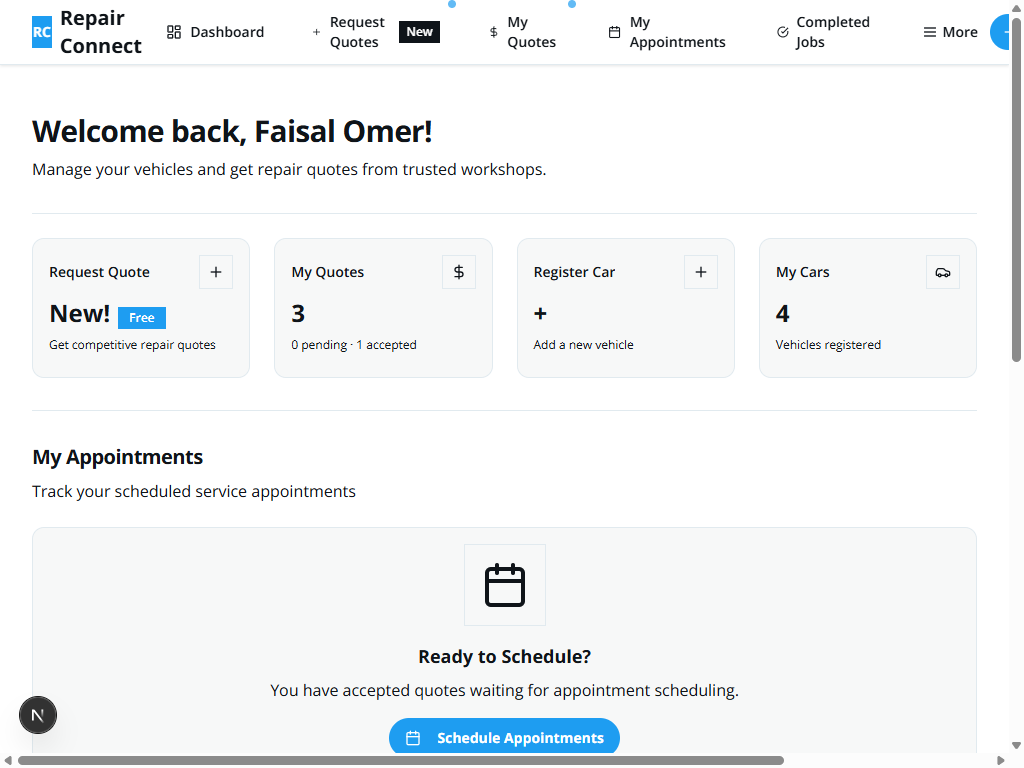 RC
Repair
Connect
Dashboard
Request
Quotes
New
My
Quotes
My
Appointments
Completed
Jobs
More
Welcome back, Faisal Omer!
Manage your vehicles and get repair quotes from trusted workshops.
Request Quote
New! Free
Get competitive repair quotes
My Quotes
3
0 pending · 1 accepted
Register Car
+
Add a new vehicle
My Cars
4
Vehicles registered
My Appointments
Track your scheduled service appointments
Ready to Schedule?
You have accepted quotes waiting for appointment scheduling.
Schedule Appointments
N